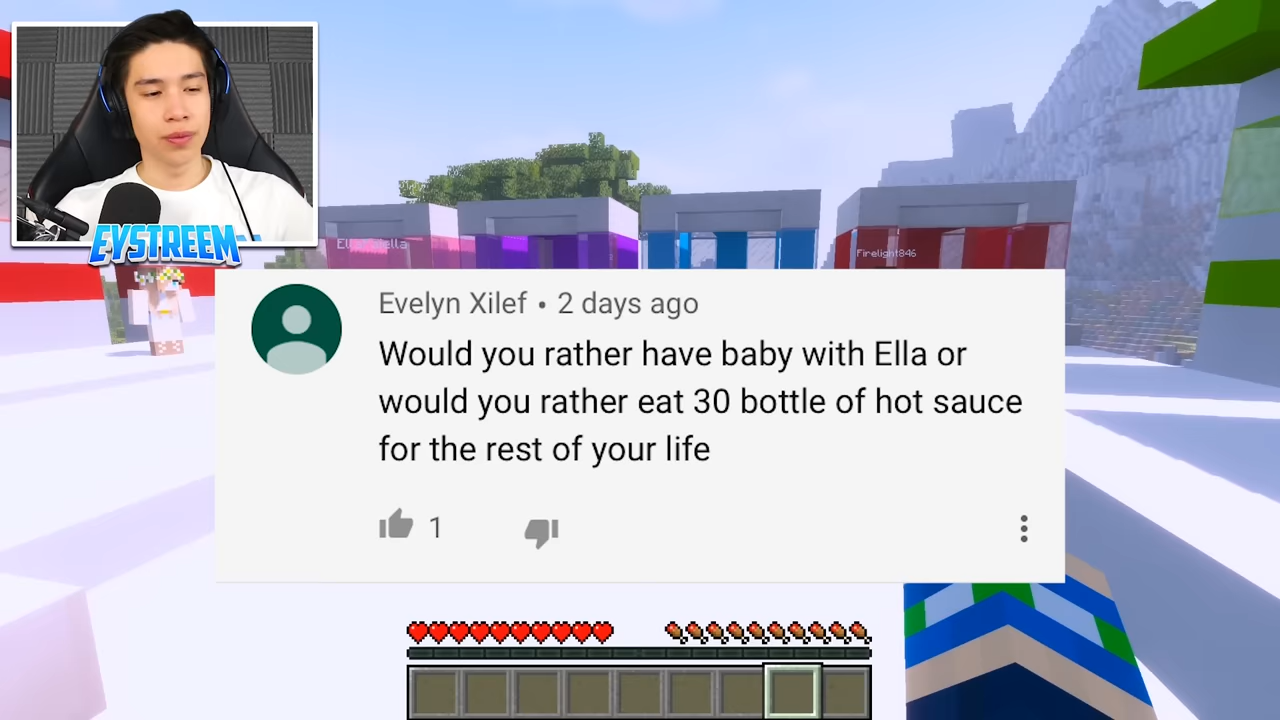 EYSTREEM
Firelight846
Evelyn Xilef • 2 days ago
Would you rather have baby with Ella or
would you rather eat 30 bottle of hot sauce
for the rest of your life
1